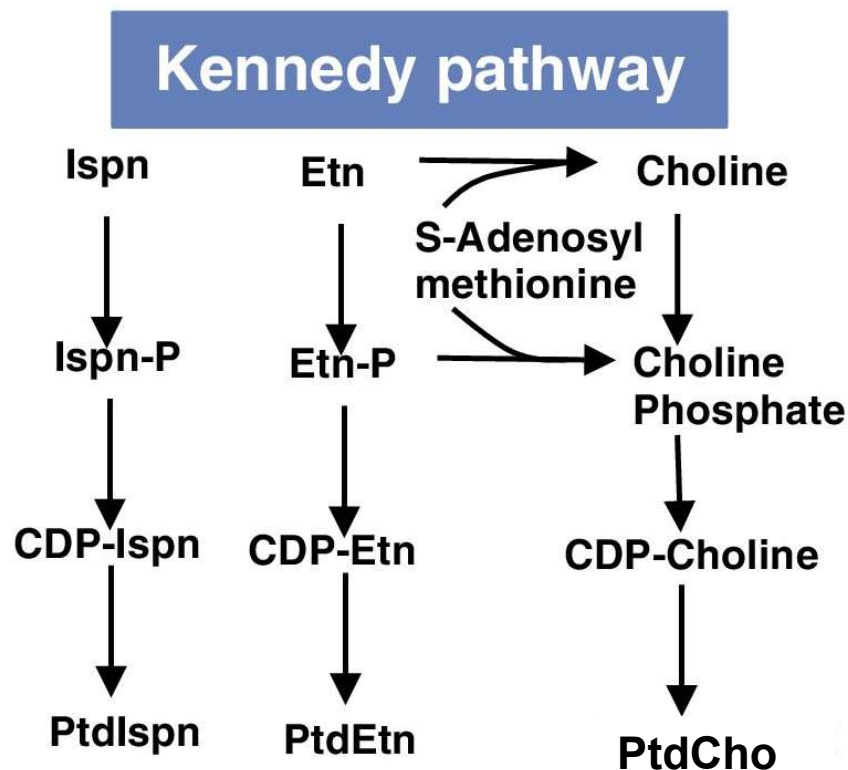 Kennedy pathway
Ispn
Etn
Choline
S-Adenosyl
methionine
Ispn-P
Etn-P
Choline
Phosphate
CDP-Ispn
CDP-Etn
CDP-Choline
PtdIspn
PtdEtn
PtdCho